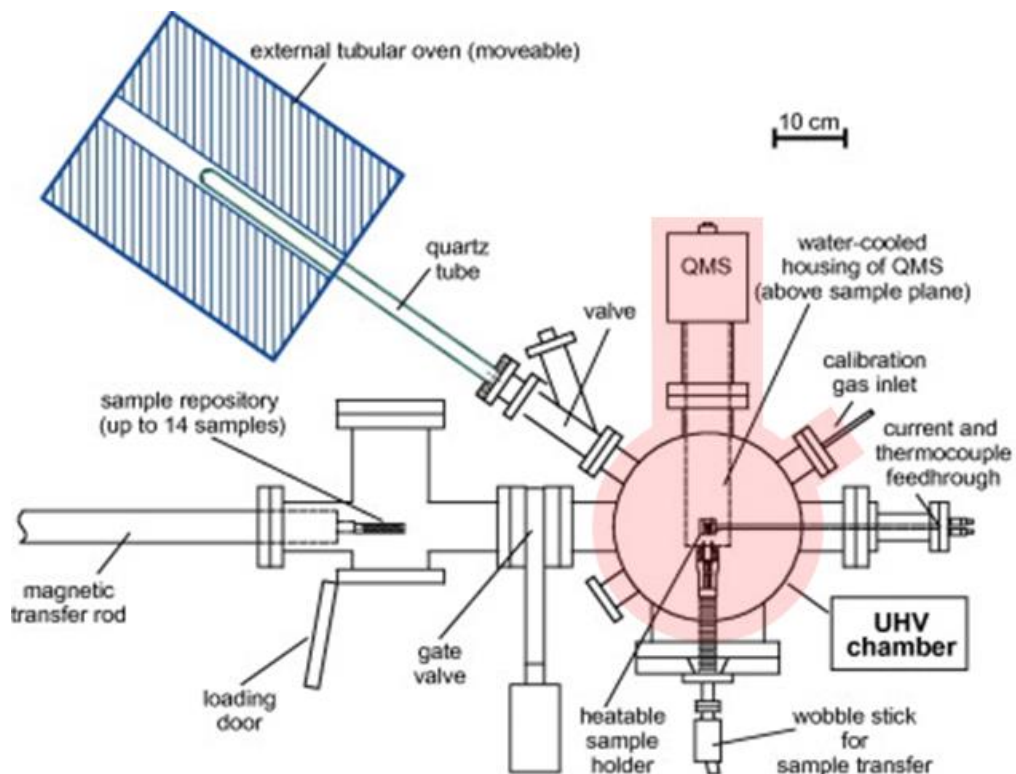 external tubular oven (moveable)
10 cm
quartz
tube
QMS
water-cooled
housing of QMS
(above sample plane)
valve
calibration
gas inlet
sample repository
(up to 14 samples)
current and
thermocouple
feedthrough
magnetic
transfer rod
loading
door
gate
valve
UHV
chamber
heatable
sample
holder
wobble stick
for
sample transfer